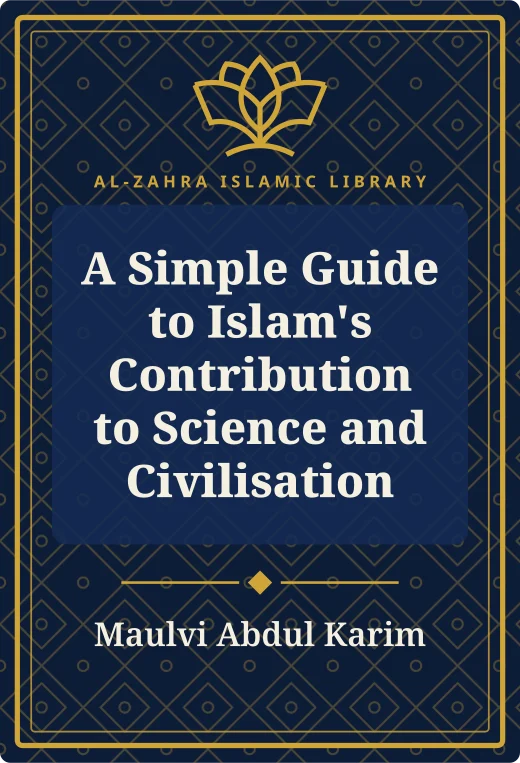 AL-ZAHRA ISLAMIC LIBRARY
A Simple Guide
to Islam's
Contribution
to Science and
Civilisation
Maulvi Abdul Karim